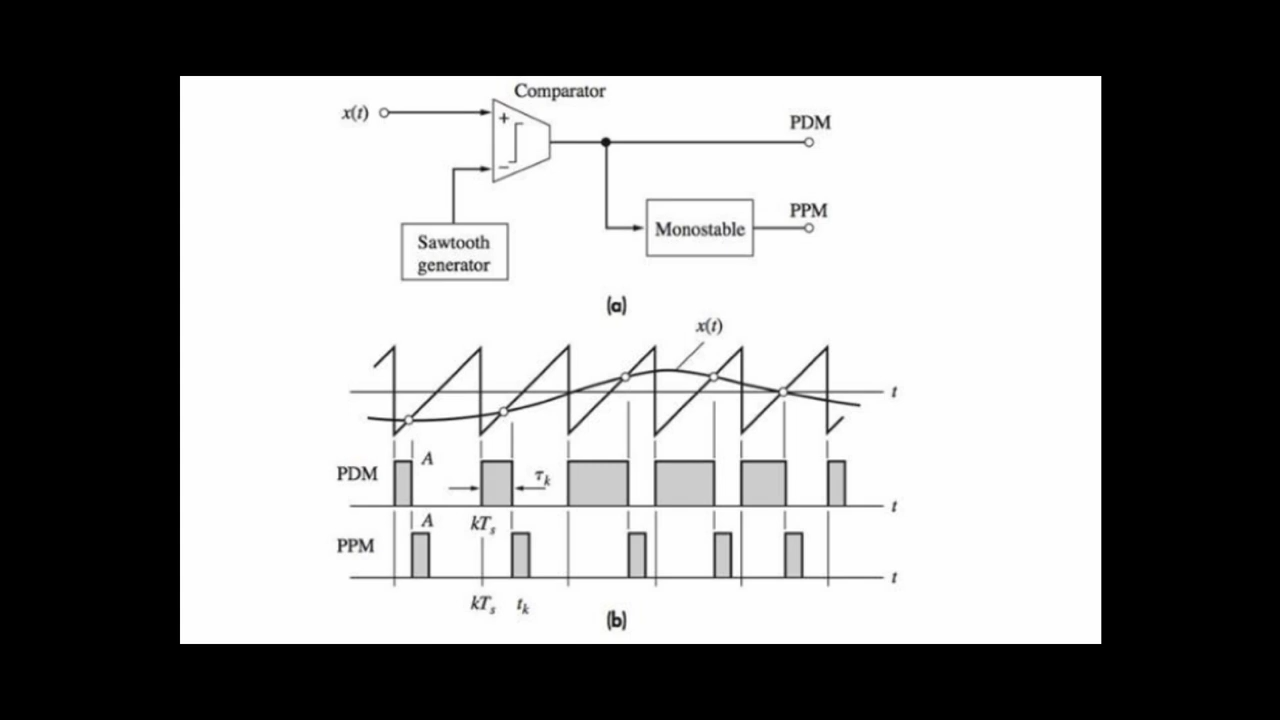 Comparator
x(t)
+
−
PDM
PPM
Monostable
Sawtooth
generator
(a)
x(t)
t
PDM
A
τk
t
A
kTs
PPM
t
kTs
tk
(b)